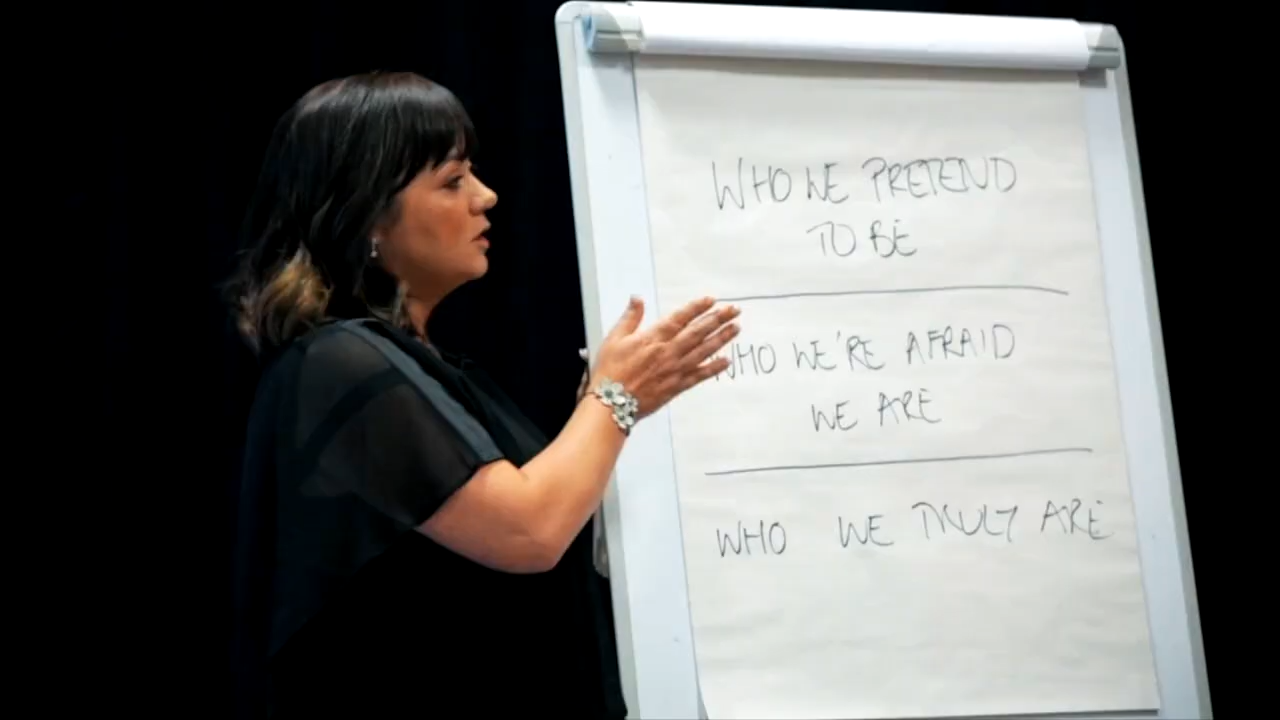 WHO WE PRETEND
TO BE
WHO WE'RE AFRAID
WE ARE
WHO WE TRULY ARE